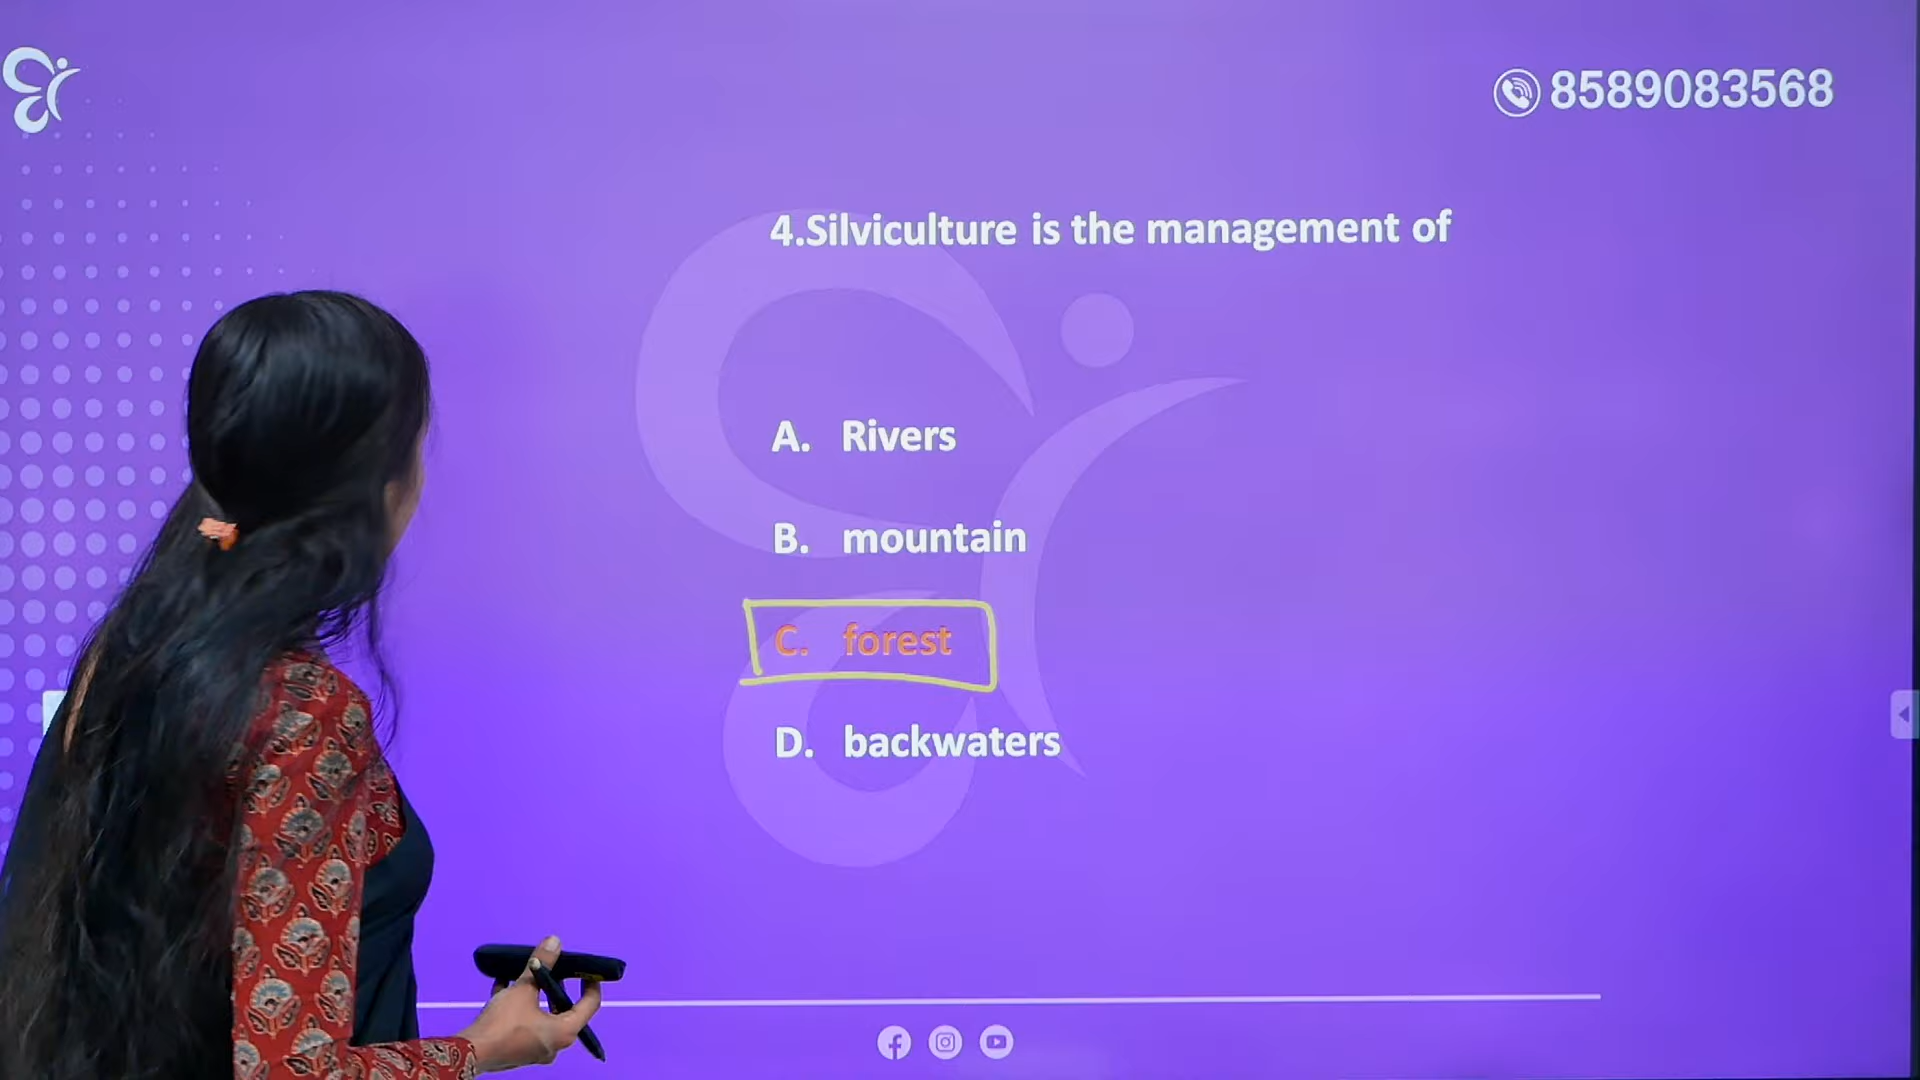 8589083568
4.Silviculture is the management of
A. Rivers
B. mountain
C. forest
D. backwaters